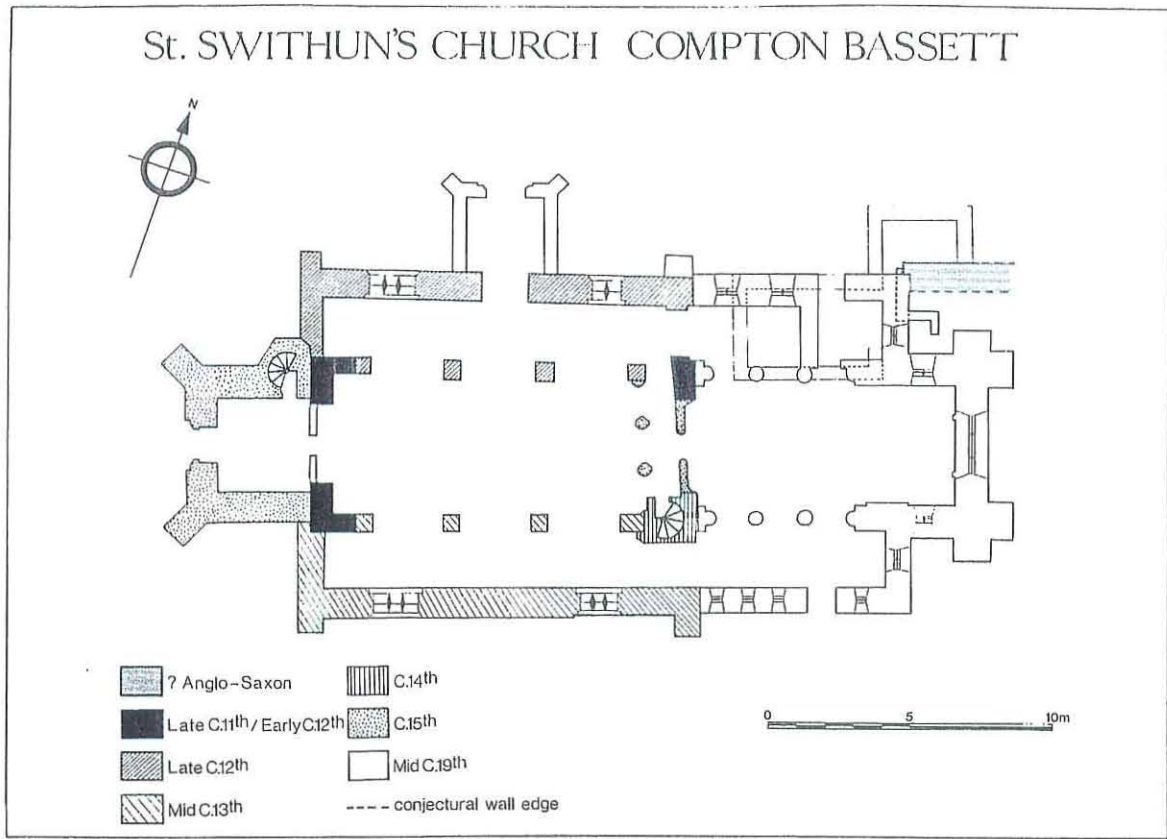 St. SWITHUN'S CHURCH COMPTON BASSETT
N
? Anglo-Saxon
Late C.11th / Early C.12th
Late C.12th
Mid C.13th
C.14th
C.15th
Mid C.19th
conjectural wall edge
0 5 10m